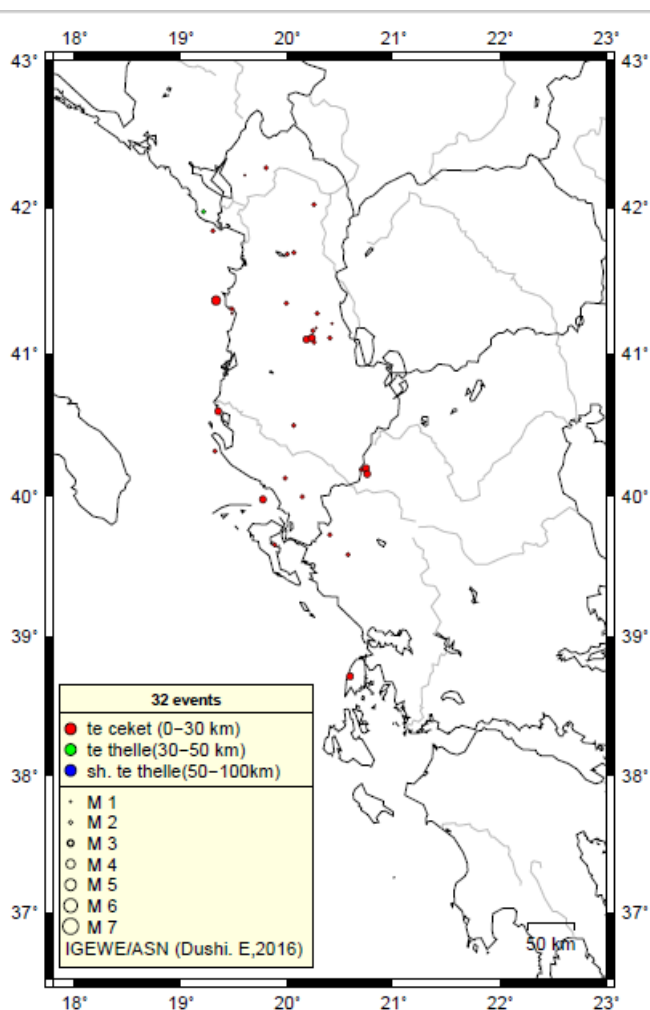 18° 19° 20° 21° 22° 23°
43° 43°
42° 42°
41° 41°
40° 40°
39° 39°
38° 38°
37° 37°
32 events
te ceket (0−30 km)
te thelle(30−50 km)
sh. te thelle(50−100km)
M 1
M 2
M 3
M 4
M 5
M 6
M 7
IGEWE/ASN (Dushi. E,2016)
50 km
18° 19° 20° 21° 22° 23°